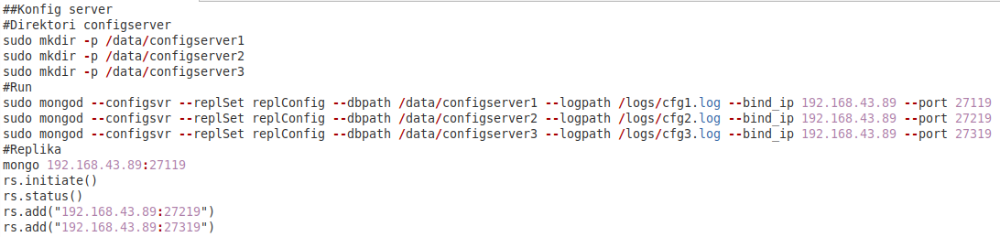 ##Konfig server
#Direktori configserver
sudo mkdir -p /data/configserver1
sudo mkdir -p /data/configserver2
sudo mkdir -p /data/configserver3
#Run
sudo mongod --configsvr --replSet replConfig --dbpath /data/configserver1 --logpath /logs/cfg1.log --bind_ip 192.168.43.89 --port 27119
sudo mongod --configsvr --replSet replConfig --dbpath /data/configserver2 --logpath /logs/cfg2.log --bind_ip 192.168.43.89 --port 27219
sudo mongod --configsvr --replSet replConfig --dbpath /data/configserver3 --logpath /logs/cfg3.log --bind_ip 192.168.43.89 --port 27319
#Replika
mongo 192.168.43.89:27119
rs.initiate()
rs.status()
rs.add("192.168.43.89:27219")
rs.add("192.168.43.89:27319")